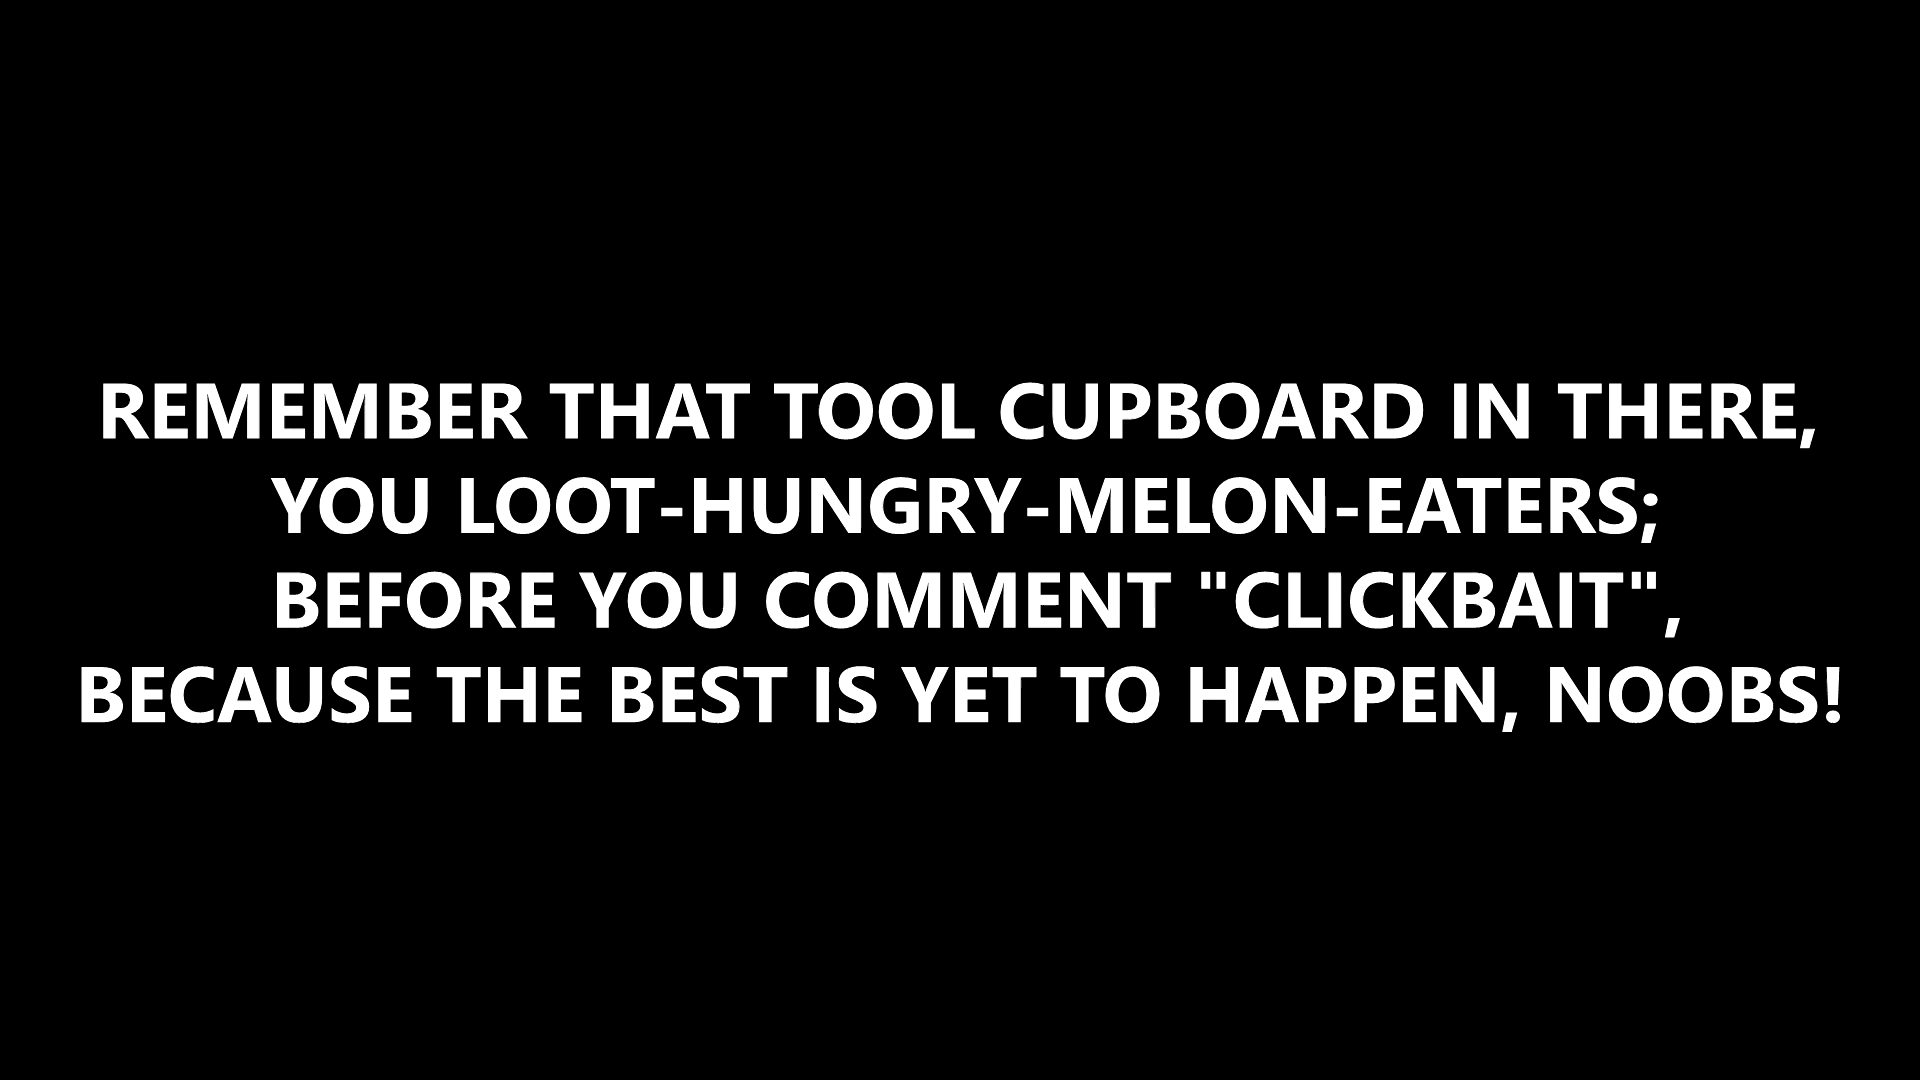 REMEMBER THAT TOOL CUPBOARD IN THERE,
YOU LOOT-HUNGRY-MELON-EATERS;
BEFORE YOU COMMENT "CLICKBAIT",
BECAUSE THE BEST IS YET TO HAPPEN, NOOBS!